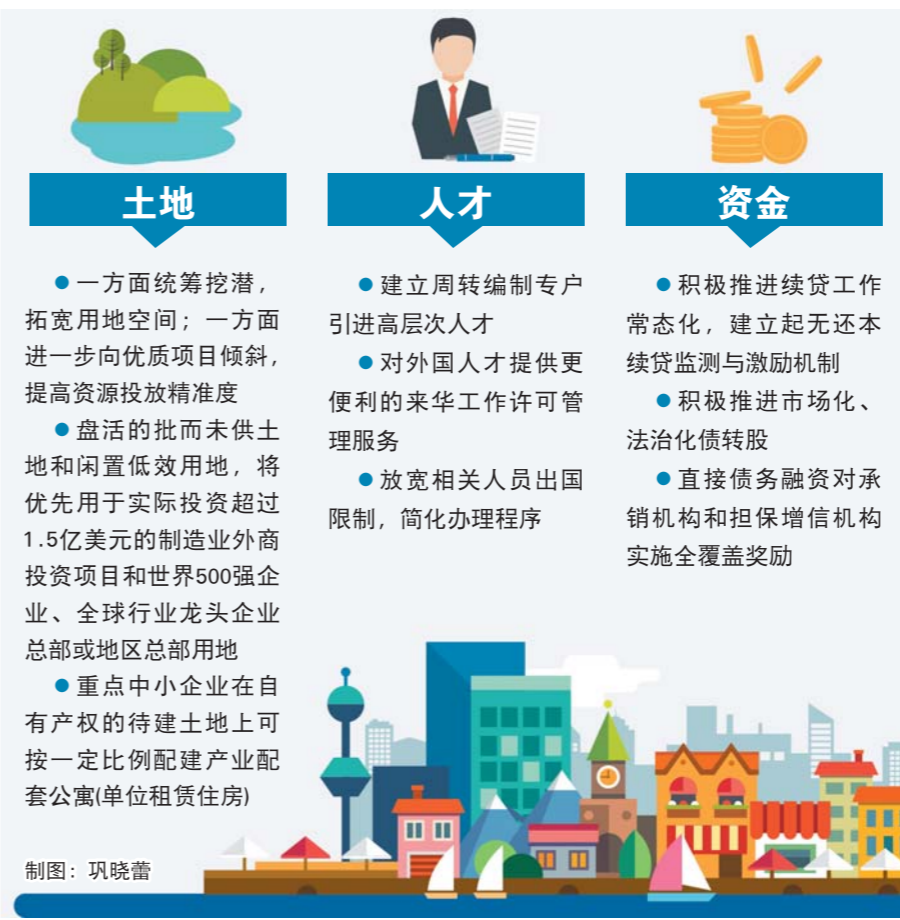 土地
●一方面统筹挖潜，
拓宽用地空间；一方面
进一步向优质项目倾斜，
提高资源投放精准度
●盘活的批而未供土
地和闲置低效用地，将
优先用于实际投资超过
1.5亿美元的制造业外商
投资项目和世界500强企
业、全球行业龙头企业
总部或地区总部用地
●重点中小企业在自
有产权的待建土地上可
按一定比例配建产业配
套公寓(单位租赁住房)
人才
●建立周转编制专户
引进高层次人才
●对外国人才提供更
便利的来华工作许可管
理服务
●放宽相关人员出国
限制，简化办理程序
资金
●积极推进续贷工作
常态化，建立起无还本
续贷监测与激励机制
●积极推进市场化、
法治化债转股
●直接债务融资对承
销机构和担保增信机构
实施全覆盖奖励
制图：巩晓蕾